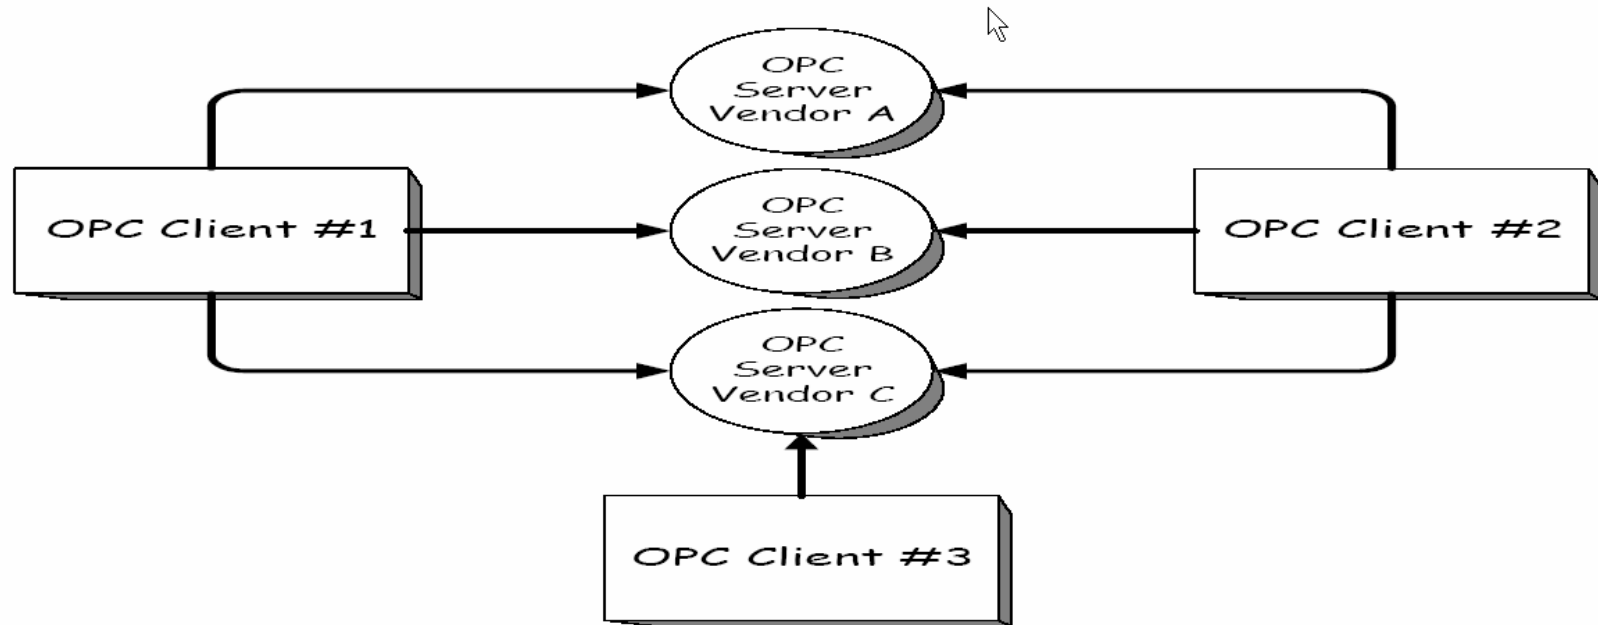 OPC
Server
Vendor A
OPC Client #1
OPC
Server
Vendor B
OPC Client #2
OPC
Server
Vendor C
OPC Client #3